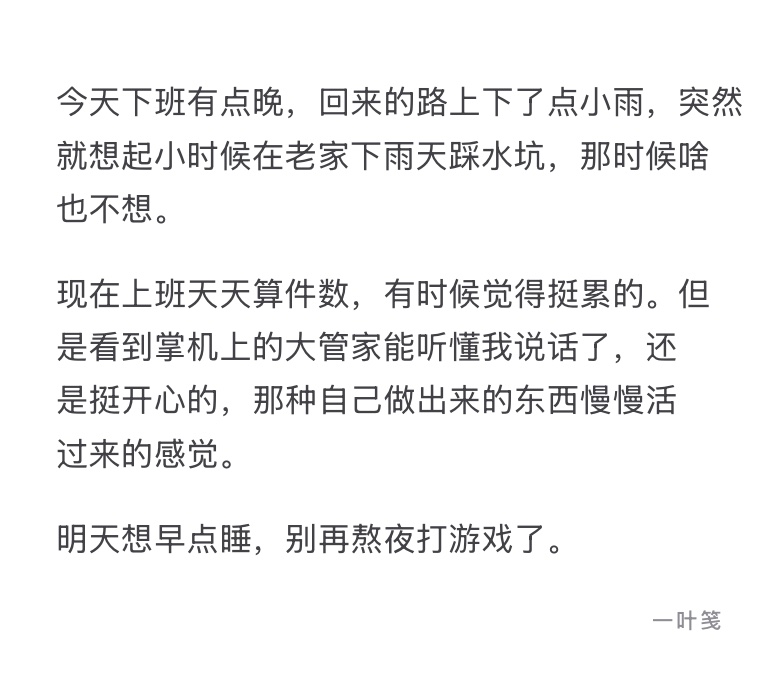 今天下班有点晚，回来的路上下了点小雨，突然
就想起小时候在老家下雨天踩水坑，那时候啥
也不想。
现在上班天天算件数，有时候觉得挺累的。但
是看到掌机上的大管家能听懂我说话了，还
是挺开心的，那种自己做出来的东西慢慢活
过来的感觉。
明天想早点睡，别再熬夜打游戏了。
一叶笺